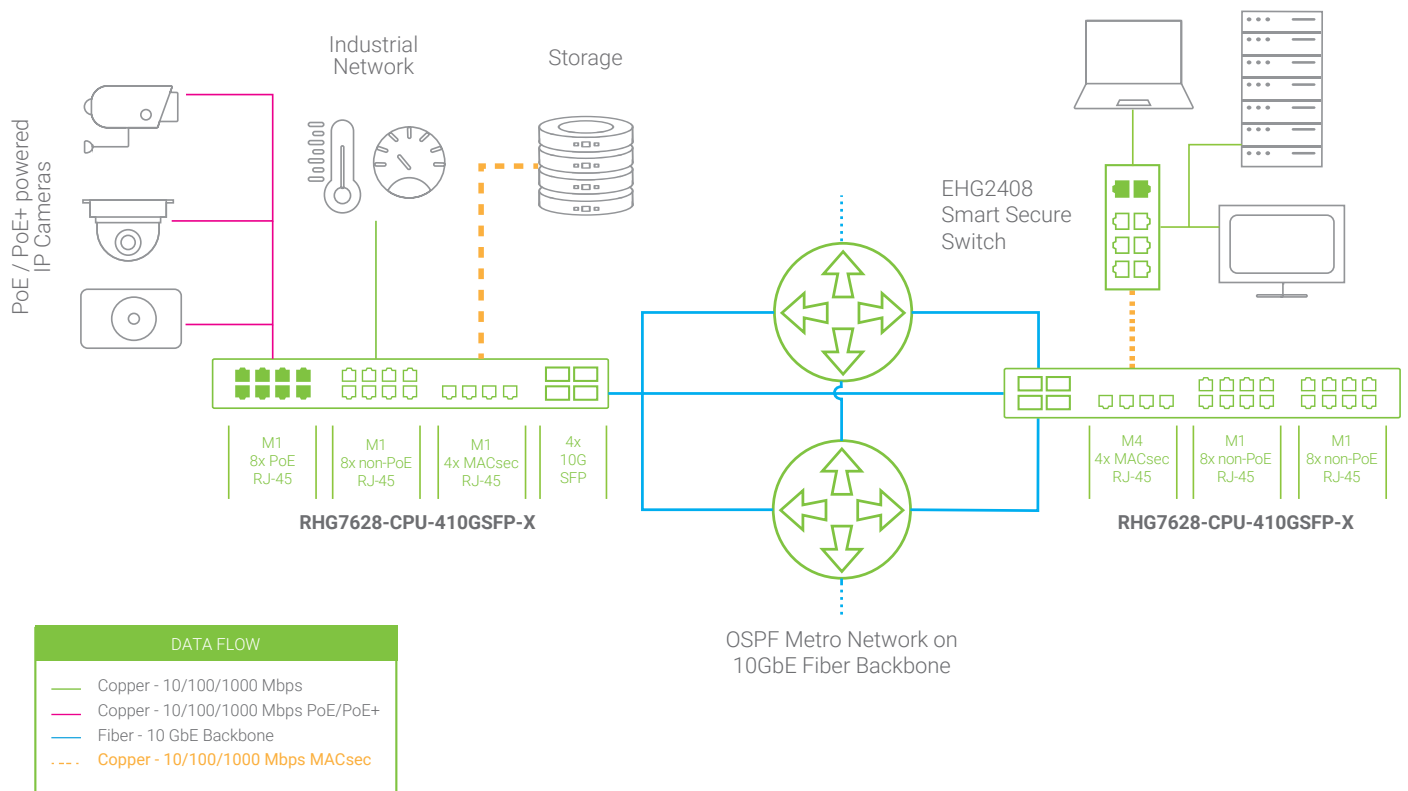 PoE / PoE+ powered
IP Cameras
Industrial
Network
Storage
EHG2408
Smart Secure
Switch
M1
8x PoE
RJ-45
M1
8x non-PoE
RJ-45
M1
4x MACsec
RJ-45
4x
10G
SFP
RHG7628-CPU-410GSFP-X
M4
4x MACsec
RJ-45
M1
8x non-PoE
RJ-45
M1
8x non-PoE
RJ-45
RHG7628-CPU-410GSFP-X
OSPF Metro Network on
10GbE Fiber Backbone
DATA FLOW
Copper - 10/100/1000 Mbps
Copper - 10/100/1000 Mbps PoE/PoE+
Fiber - 10 GbE Backbone
Copper - 10/100/1000 Mbps MACsec